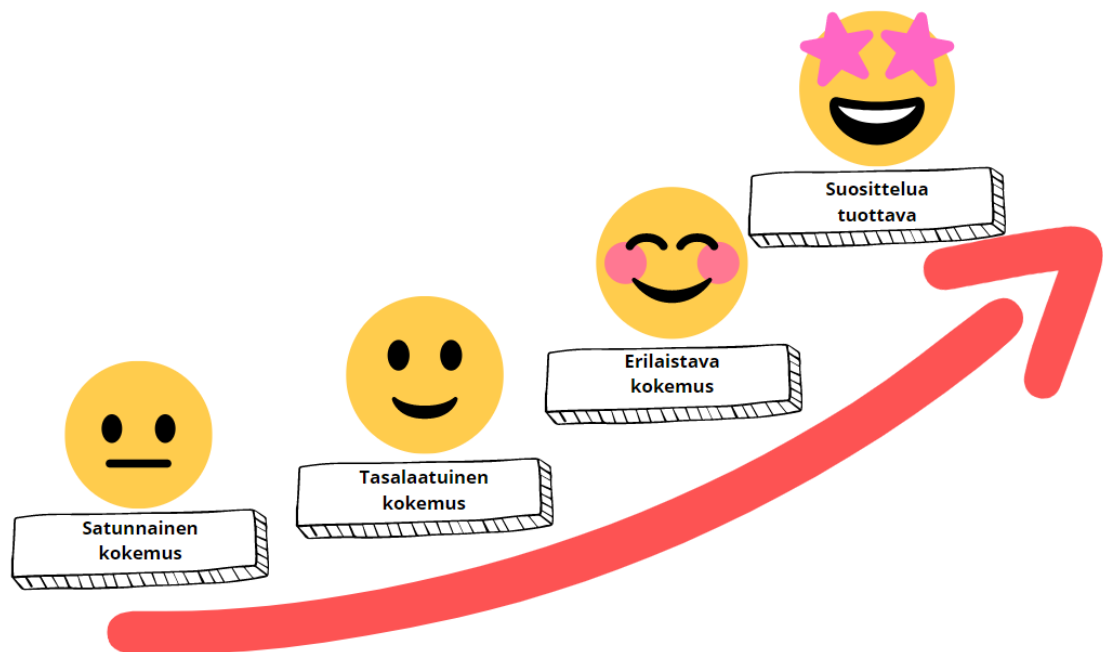 Satunnainen
kokemus
Tasalaatuinen
kokemus
Erilaistava
kokemus
Suosittelua
tuottava